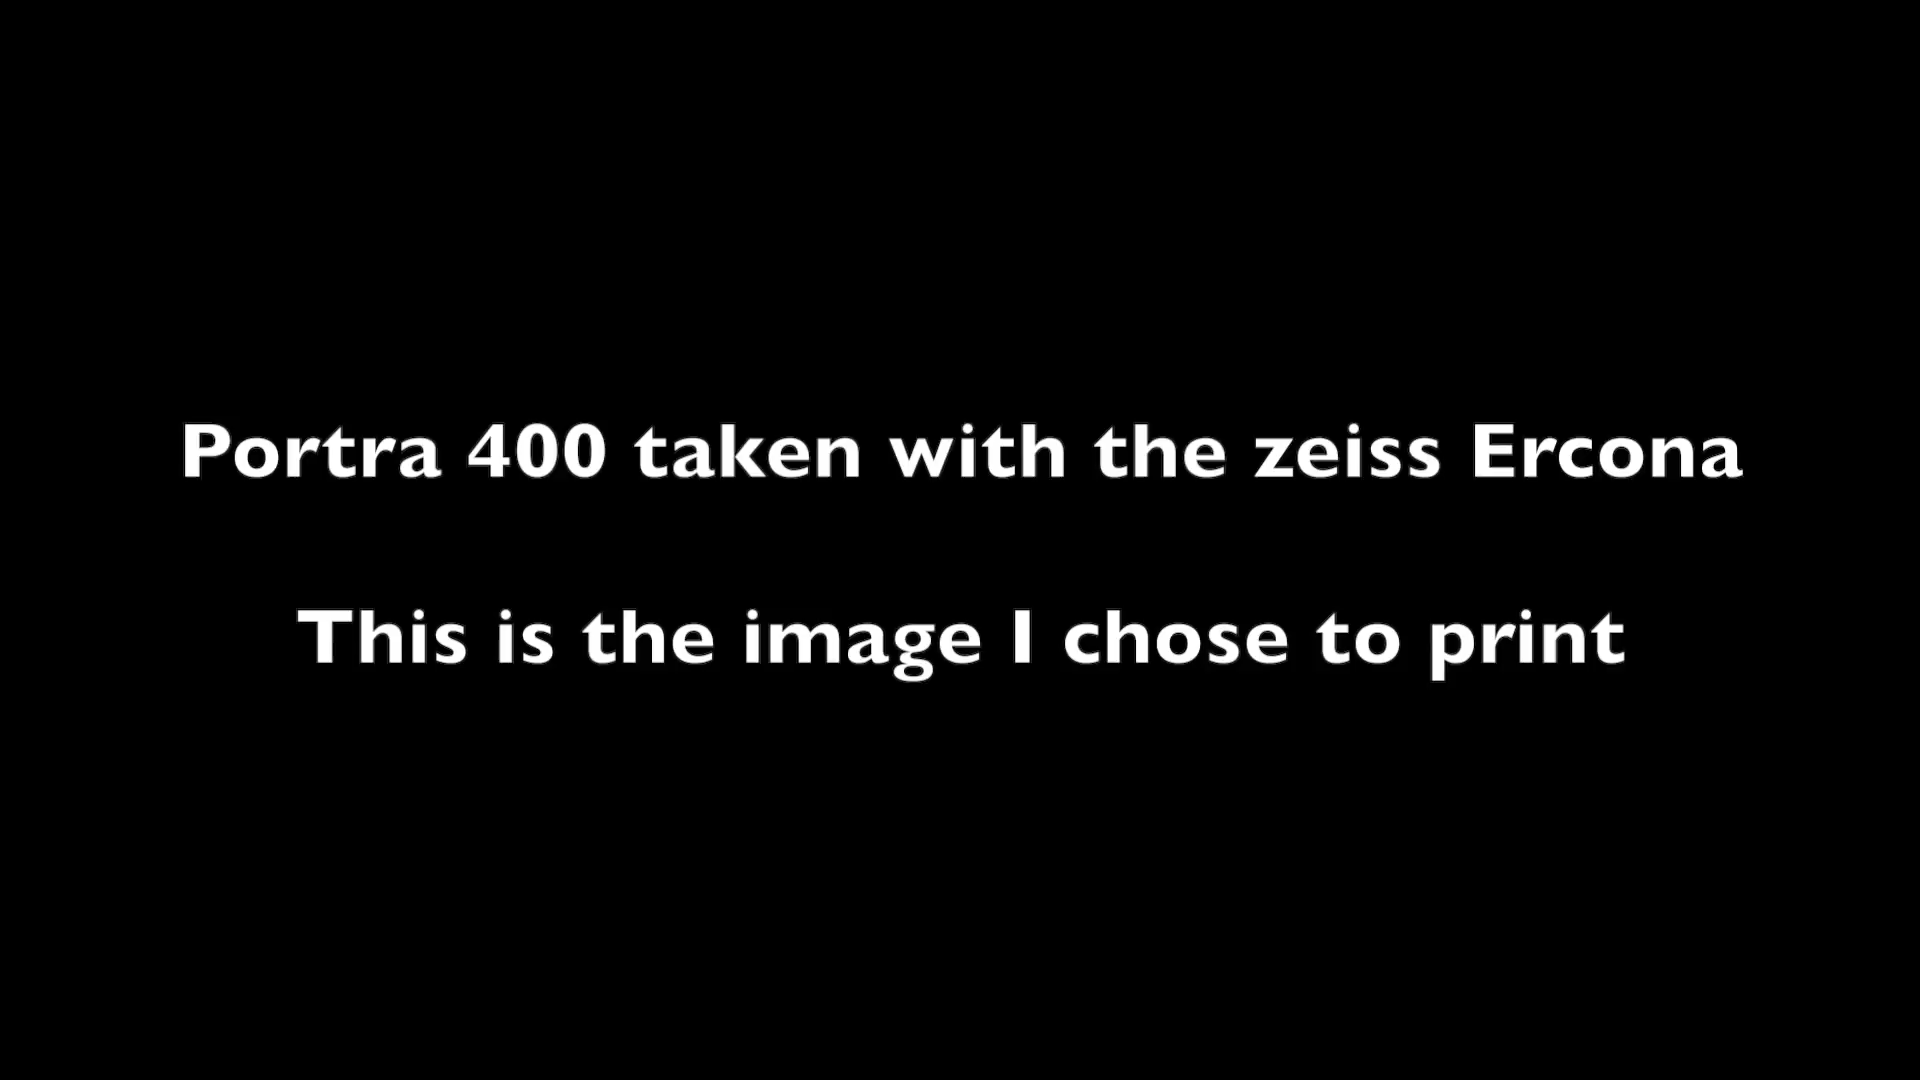 Portra 400 taken with the zeiss Ercona
This is the image I chose to print